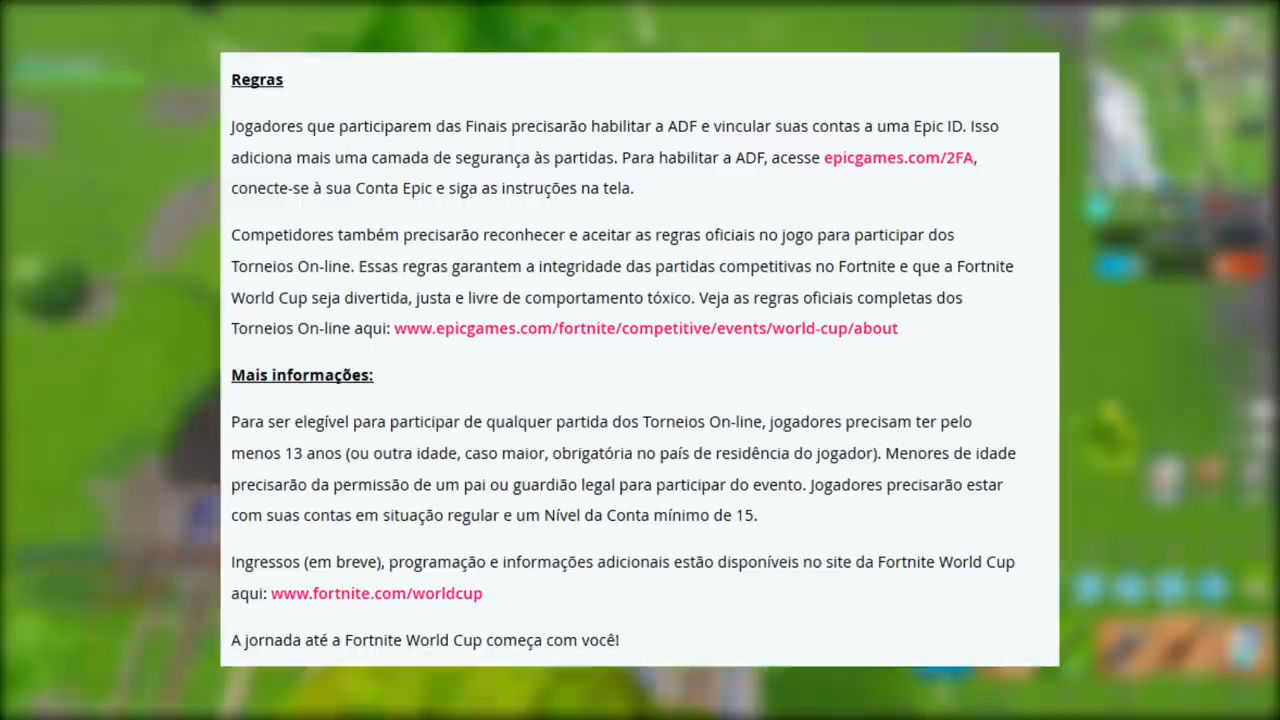 Regras
Jogadores que participarem das Finais precisarão habilitar a ADF e vincular suas contas a uma Epic ID. Isso
adiciona mais uma camada de segurança às partidas. Para habilitar a ADF, acesse epicgames.com/2FA,
conecte-se à sua Conta Epic e siga as instruções na tela.
Competidores também precisarão reconhecer e aceitar as regras oficiais no jogo para participar dos
Torneios On-line. Essas regras garantem a integridade das partidas competitivas no Fortnite e que a Fortnite
World Cup seja divertida, justa e livre de comportamento tóxico. Veja as regras oficiais completas dos
Torneios On-line aqui: www.epicgames.com/fortnite/competitive/events/world-cup/about
Mais informações:
Para ser elegível para participar de qualquer partida dos Torneios On-line, jogadores precisam ter pelo
menos 13 anos (ou outra idade, caso maior, obrigatória no país de residência do jogador). Menores de idade
precisarão da permissão de um pai ou guardião legal para participar do evento. Jogadores precisarão estar
com suas contas em situação regular e um Nível da Conta mínimo de 15.
Ingressos (em breve), programação e informações adicionais estão disponíveis no site da Fortnite World Cup
aqui: www.fortnite.com/worldcup
A jornada até a Fortnite World Cup começa com você!